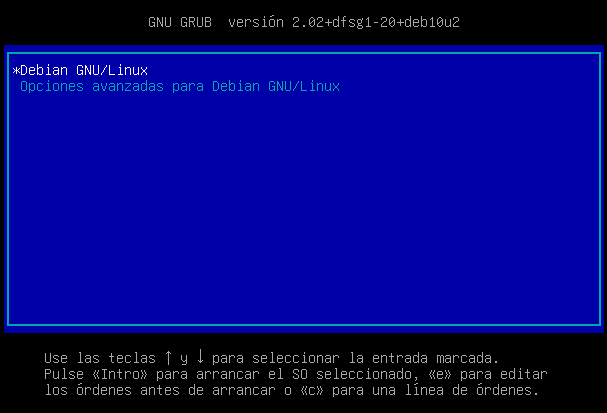 GNU GRUB  versión 2.02+dfsg1-20+deb10u2
*Debian GNU/Linux
Opciones avanzadas para Debian GNU/Linux
Use las teclas ↑ y ↓ para seleccionar la entrada marcada.
Pulse «Intro» para arrancar el SO seleccionado, «e» para editar
los órdenes antes de arrancar o «c» para una línea de órdenes.